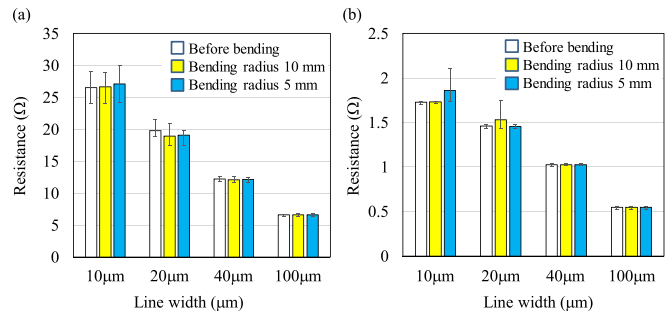 (a)
35
30
25
20
15
10
5
0
Resistance (Ω)
Before bending
Bending radius 10 mm
Bending radius 5 mm
10μm 20μm 40μm 100μm
Line width (μm)
(b)
2.5
2
1.5
1
0.5
0
Resistance (Ω)
Before bending
Bending radius 10 mm
Bending radius 5 mm
10μm 20μm 40μm 100μm
Line width (μm)